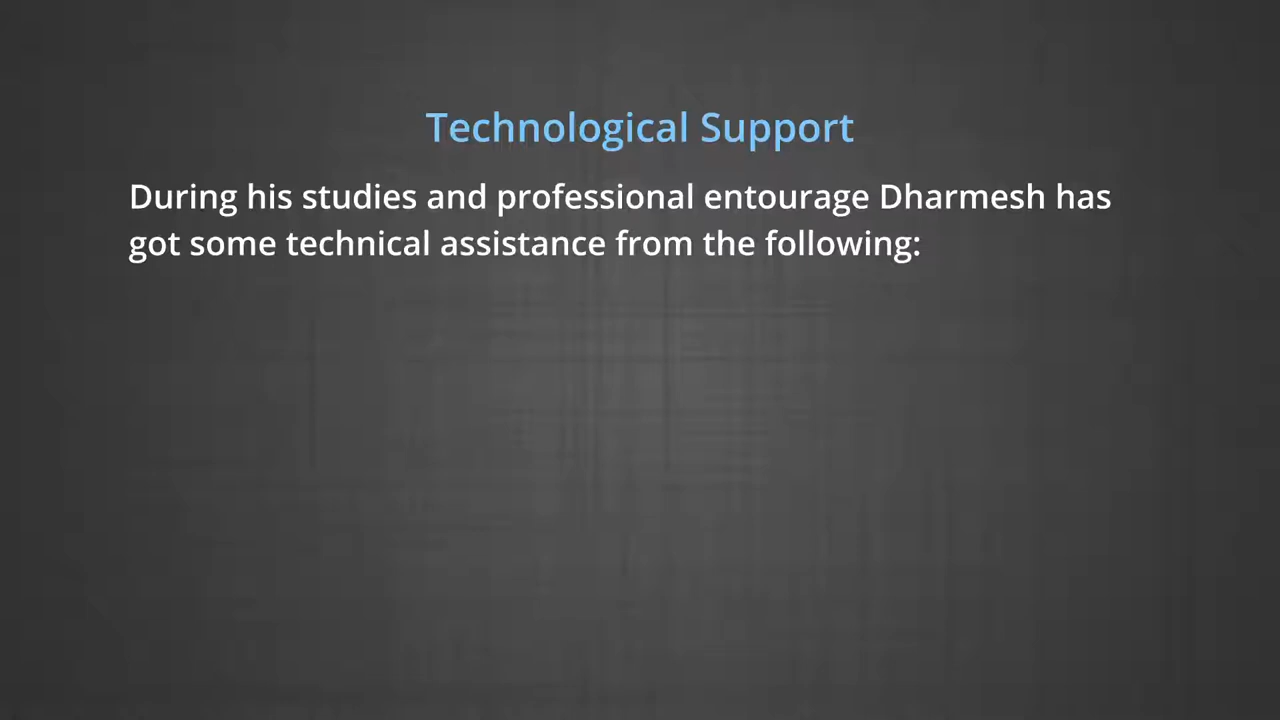 Technological Support
During his studies and professional entourage Dharmesh has
got some technical assistance from the following: